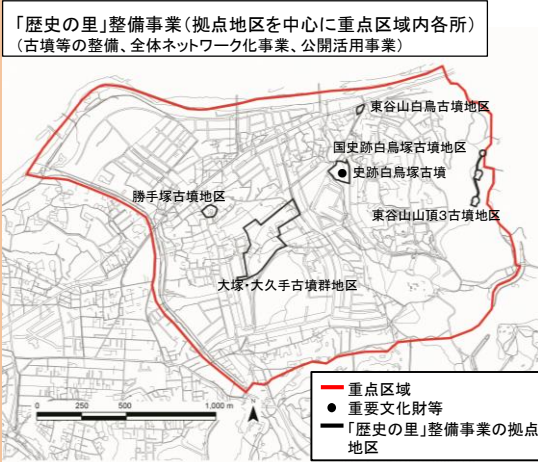 「歴史の里」整備事業(拠点地区を中心に重点区域内各所)
(古墳等の整備、全体ネットワーク化事業、公開活用事業)
東谷山白鳥古墳地区
国史跡白鳥塚古墳地区
史跡白鳥塚古墳
勝手塚古墳地区
東谷山山頂3古墳地区
大塚・大久手古墳群地区
重点区域
重要文化財等
「歴史の里」整備事業の拠点
地区
N
0 250 500 1,000 m